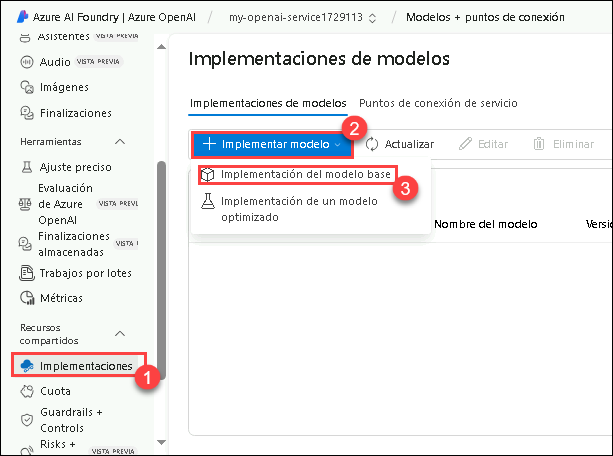 Azure AI Foundry | Azure OpenAI / my-openai-service1729113 / Modelos + puntos de conexión
Asistentes VISTA PREVIA
Audio VISTA PREVIA
Imágenes
Finalizaciones
Herramientas
Ajuste preciso
Evaluación
de Azure VISTA PREVI
OpenAI
Finalizaciones
almacenadas VISTA I
Trabajos por lotes
Métricas
Recursos
compartidos
Implementaciones
1
Cuota
Guardrails +
Controls
Risks + VISTA PREVIA
Implementaciones de modelos
Implementaciones de modelos Puntos de conexión de servicio
2
Implementar modelo Actualizar Editar Eliminar
Implementación del modelo base
3
Implementación de un modelo
optimizado
Nombre del modelo Versió